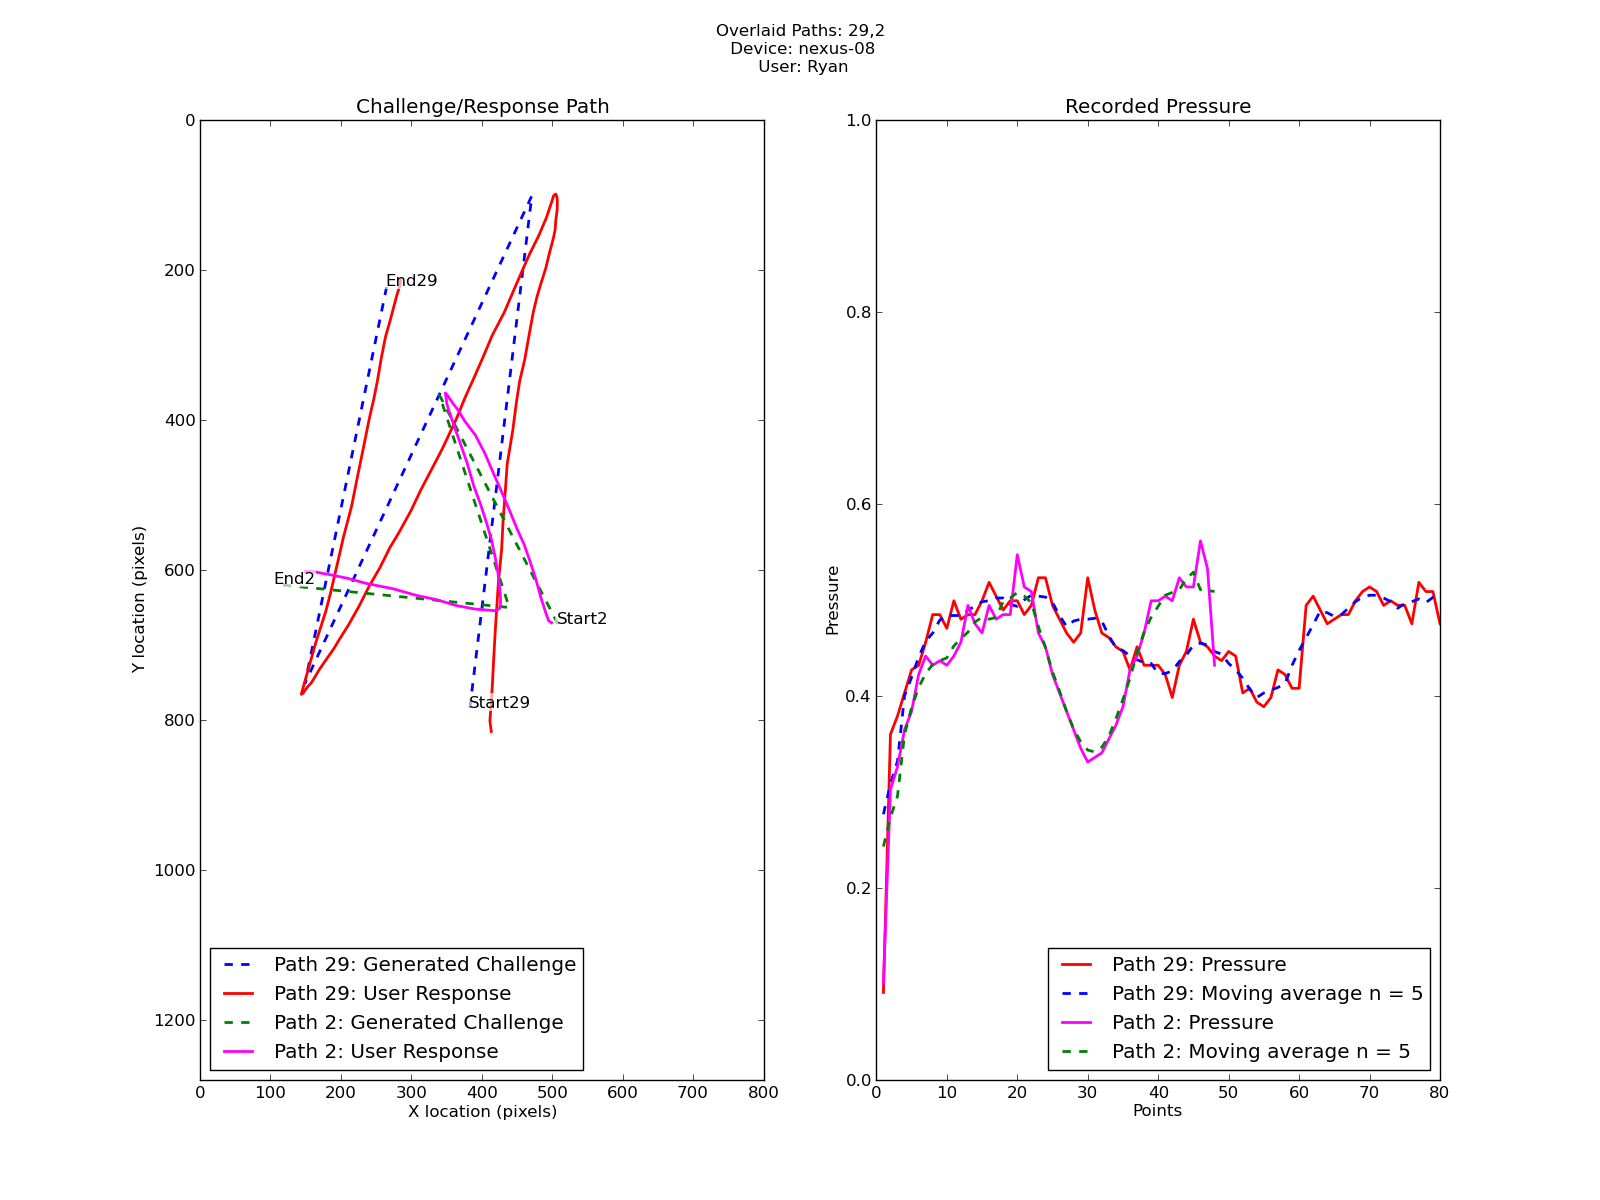 Overlaid Paths: 29,2
Device: nexus-08
User: Ryan
Challenge/Response Path
0
200
400
600
800
1000
1200
Y location (pixels)
End29
End2
Start2
Start29
Path 29: Generated Challenge
Path 29: User Response
Path 2: Generated Challenge
Path 2: User Response
0 100 200 300 400 500 600 700 800
X location (pixels)
Recorded Pressure
1.0
0.8
0.6
0.4
0.2
0.0
Pressure
Path 29: Pressure
Path 29: Moving average n = 5
Path 2: Pressure
Path 2: Moving average n = 5
0 10 20 30 40 50 60 70 80
Points